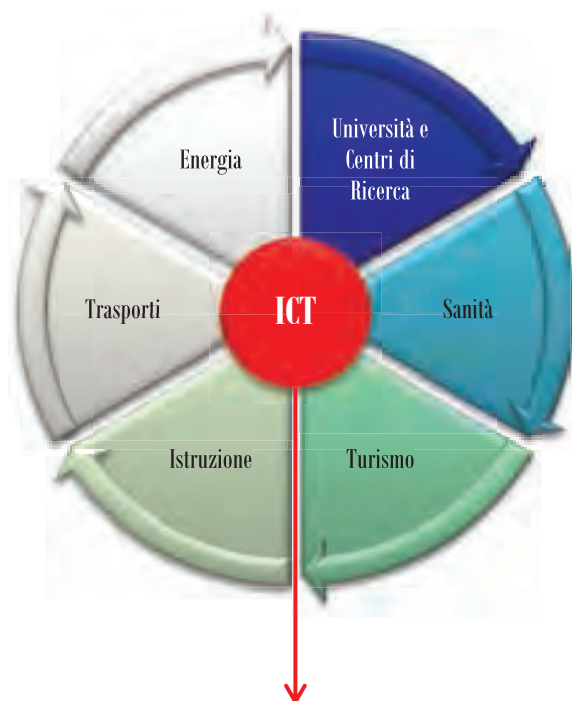 Energia
Università e
Centri di
Ricerca
Trasporti
ICT
Sanità
Istruzione
Turismo